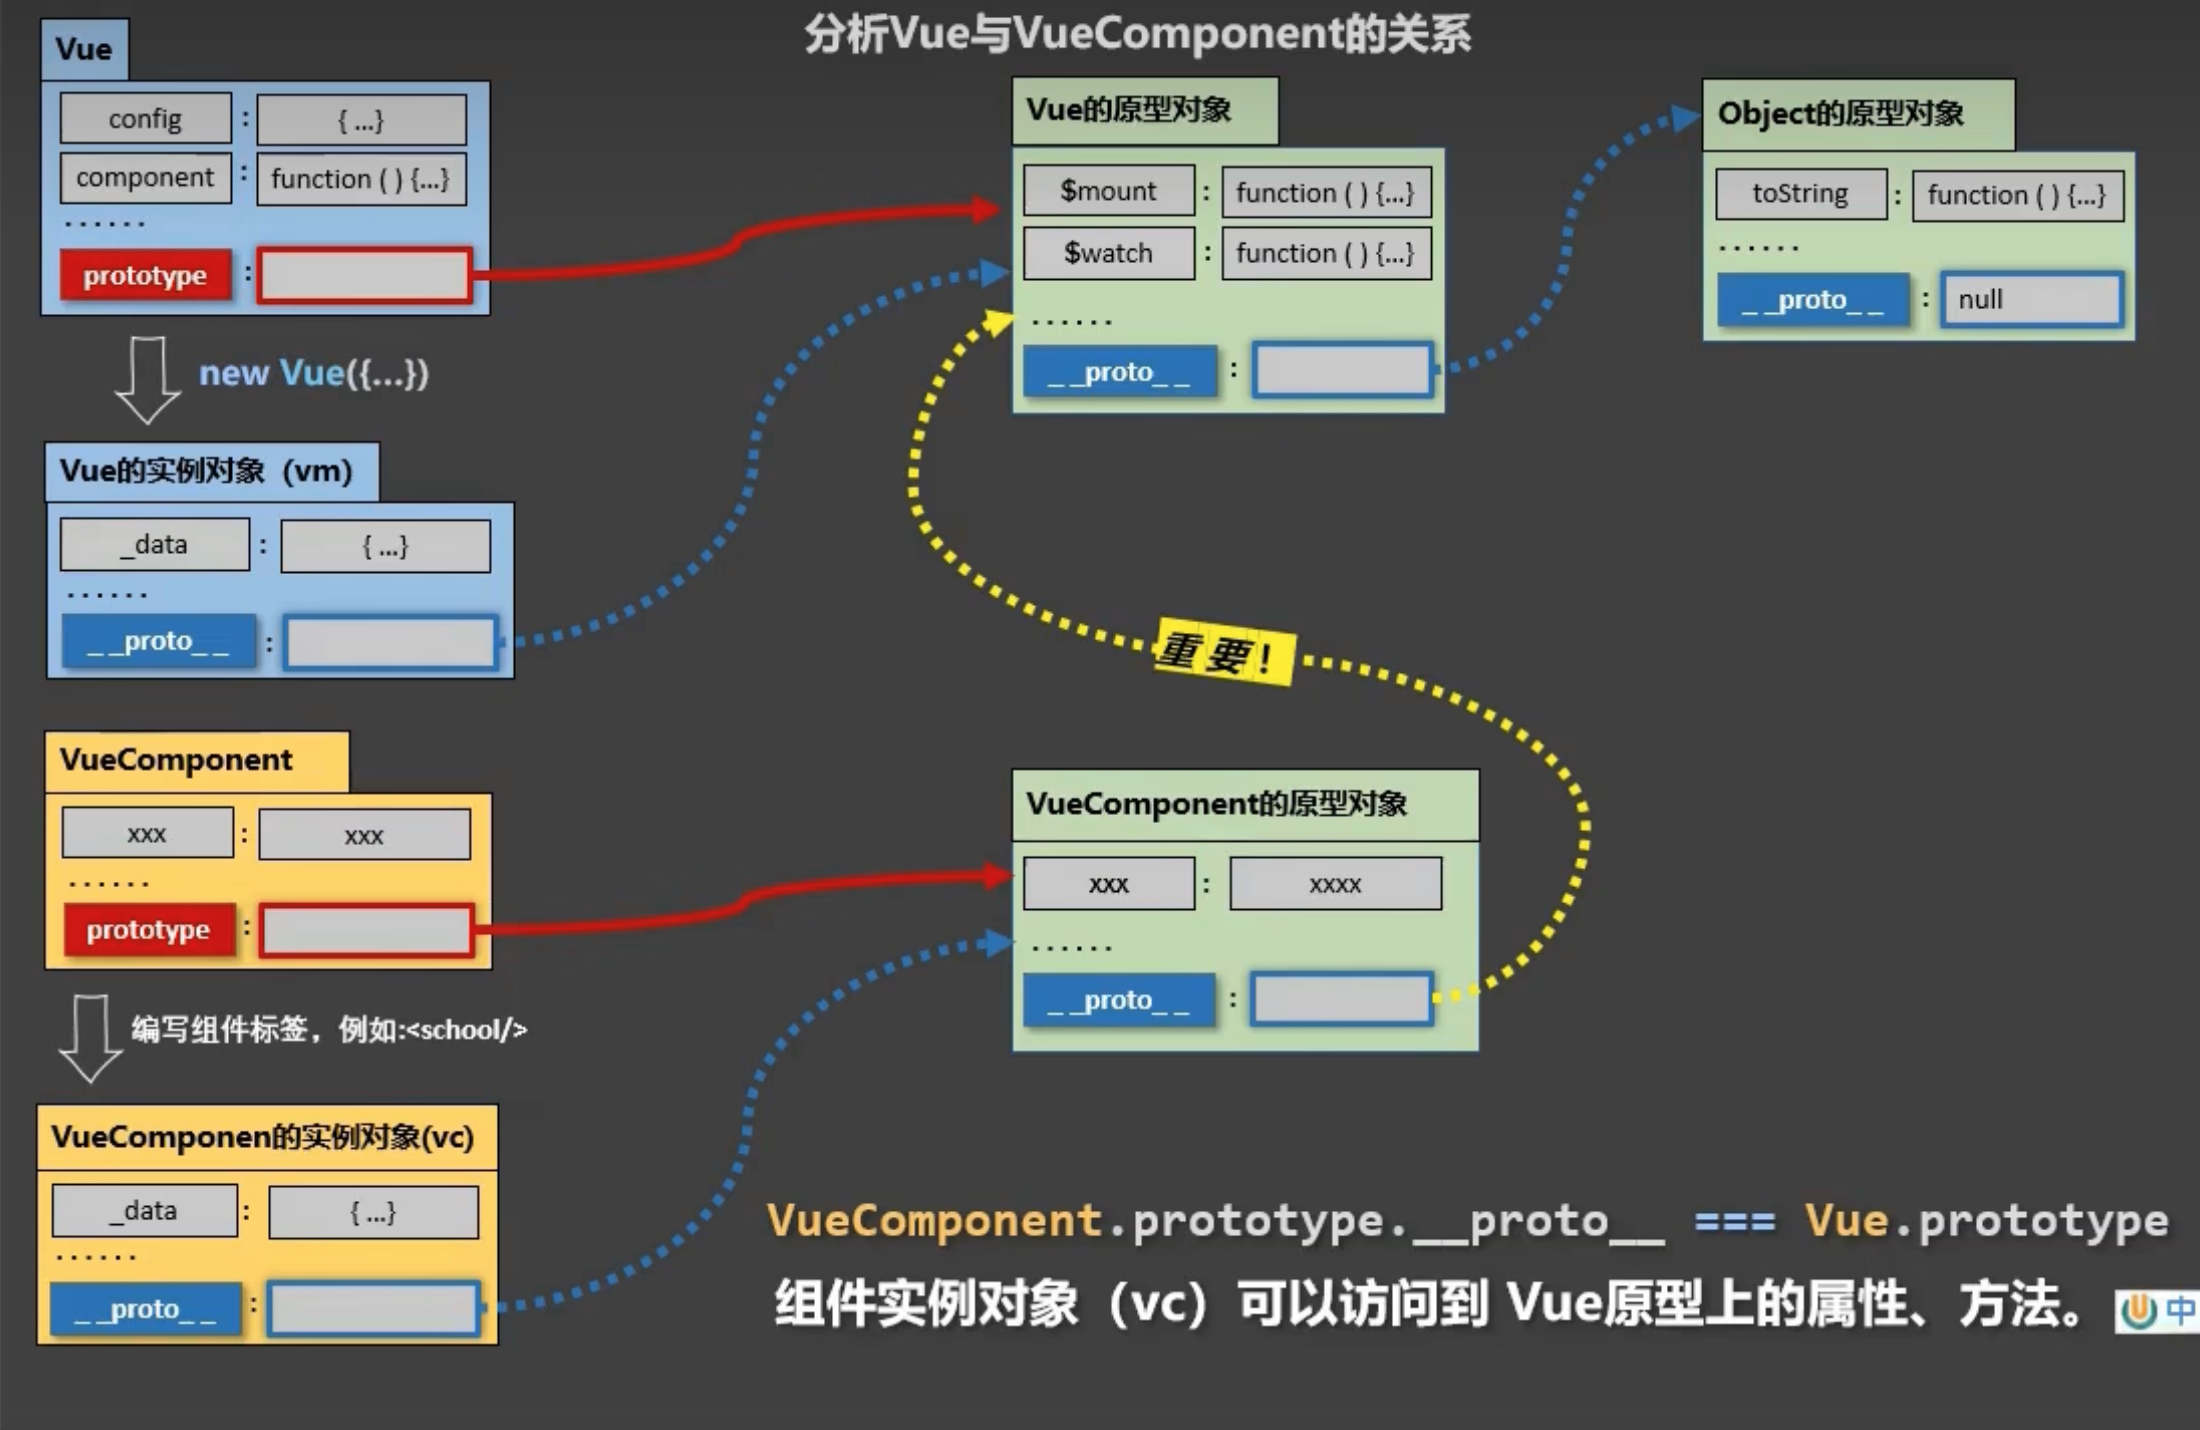 分析Vue与VueComponent的关系
Vue
config : { ...}
component : function ( ) {...}
......
prototype :
new Vue({...})
Vue的实例对象（vm）
_data : { ...}
......
_ _proto_ _ :
VueComponent
xxx : xxx
......
prototype :
编写组件标签，例如:<school/>
VueComponen的实例对象(vc)
_data : { ...}
......
_ _proto_ _ :
Vue的原型对象
$mount : function ( ) {...}
$watch : function ( ) {...}
......
_ _proto_ _ :
Object的原型对象
toString : function ( ) {...}
......
_ _proto_ _ : null
重要！
VueComponent的原型对象
xxx : xxxx
......
_ _proto_ _ :
VueComponent.prototype.__proto__ === Vue.prototype
组件实例对象（vc）可以访问到 Vue原型上的属性、方法。
中